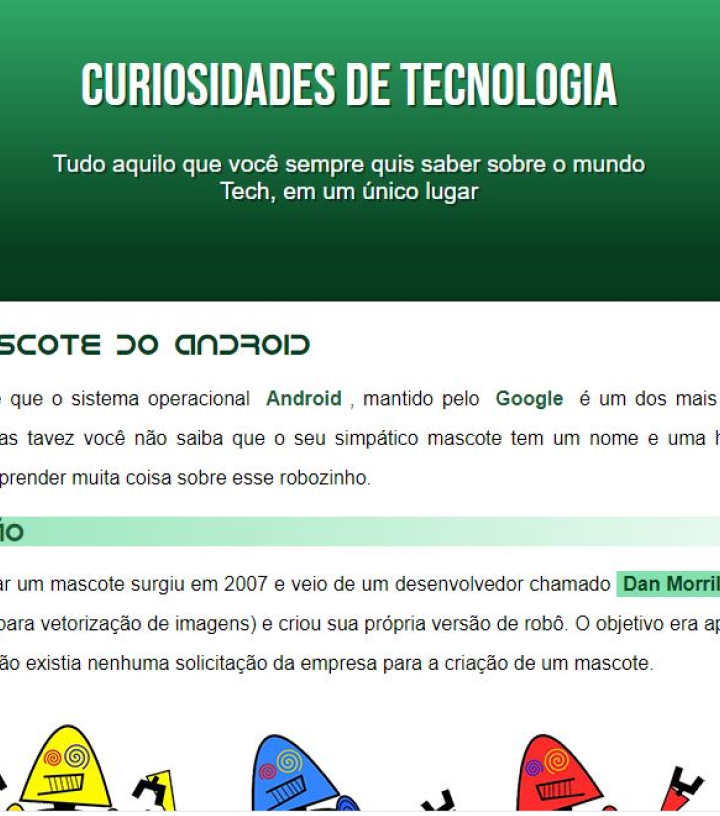 CURIOSIDADES DE TECNOLOGIA
Tudo aquilo que você sempre quis saber sobre o mundo
Tech, em um único lugar
SCOTE DO ANDROID
que o sistema operacional Android , mantido pelo Google é um dos mais
as tavez você não saiba que o seu simpático mascote tem um nome e uma h
prender muita coisa sobre esse robozinho.
ÃO
ar um mascote surgiu em 2007 e veio de um desenvolvedor chamado Dan Morril
para vetorização de imagens) e criou sua própria versão de robô. O objetivo era ap
ão existia nenhuma solicitação da empresa para a criação de um mascote.